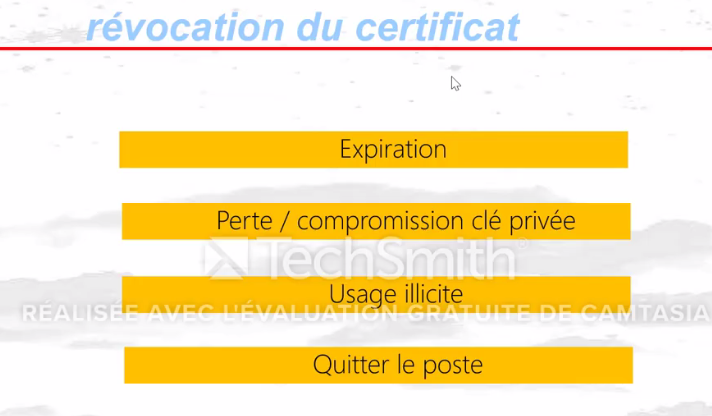 révocation du certificat
Expiration
Perte / compromission clé privée
TechSmith®
Usage illicite
RÉALISÉE AVEC L'ÉVALUATION GRATUITE DE CAMTASIA
Quitter le poste